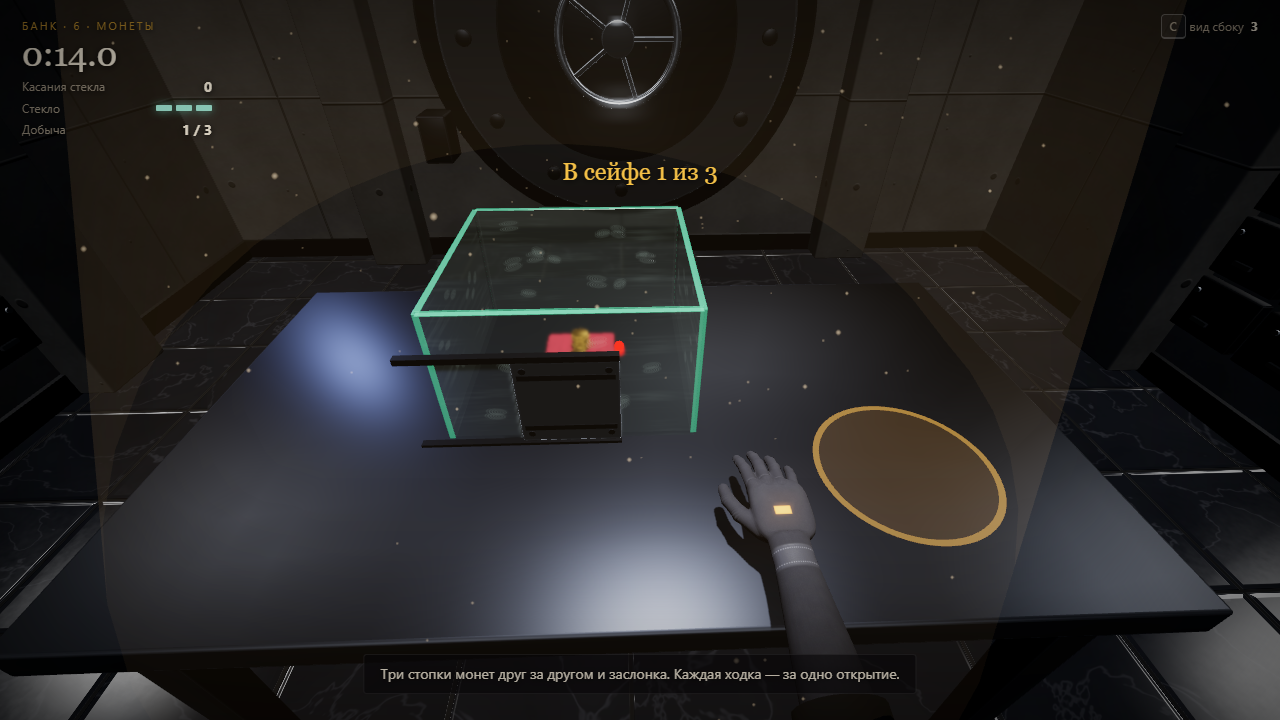 БАНК · 6 · МОНЕТЫ
0:14.0
Касания стекла 0
Стекло
Добыча 1 / 3
C вид сбоку 3
В сейфе 1 из 3
Три стопки монет друг за другом и заслонка. Каждая ходка — за одно открытие.